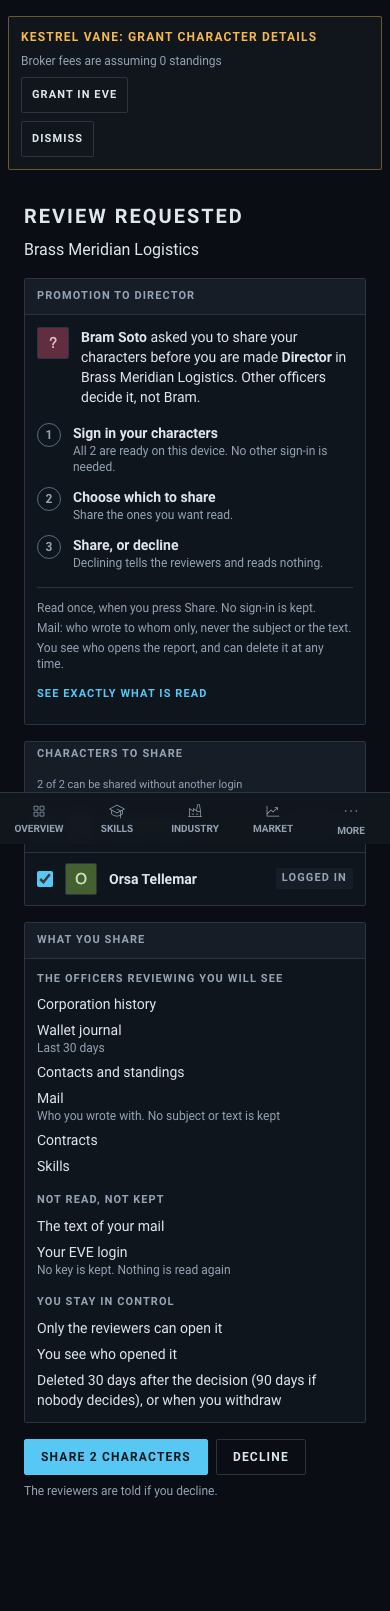 KESTREL VANE: GRANT CHARACTER DETAILS
Broker fees are assuming 0 standings
GRANT IN EVE
DISMISS
REVIEW REQUESTED
Brass Meridian Logistics
PROMOTION TO DIRECTOR
?
Bram Soto asked you to share your
characters before you are made Director in
Brass Meridian Logistics. Other officers
decide it, not Bram.
1
Sign in your characters
All 2 are ready on this device. No other sign-in is
needed.
2
Choose which to share
Share the ones you want read.
3
Share, or decline
Declining tells the reviewers and reads nothing.
Read once, when you press Share. No sign-in is kept.
Mail: who wrote to whom only, never the subject or the text.
You see who opens the report, and can delete it at any
time.
SEE EXACTLY WHAT IS READ
CHARACTERS TO SHARE
2 of 2 can be shared without another login
OVERVIEW
SKILLS
INDUSTRY
MARKET
MORE
O
Orsa Tellemar
LOGGED IN
WHAT YOU SHARE
THE OFFICERS REVIEWING YOU WILL SEE
Corporation history
Wallet journal
Last 30 days
Contacts and standings
Mail
Who you wrote with. No subject or text is kept
Contracts
Skills
NOT READ, NOT KEPT
The text of your mail
Your EVE login
No key is kept. Nothing is read again
YOU STAY IN CONTROL
Only the reviewers can open it
You see who opened it
Deleted 30 days after the decision (90 days if
nobody decides), or when you withdraw
SHARE 2 CHARACTERS
DECLINE
The reviewers are told if you decline.